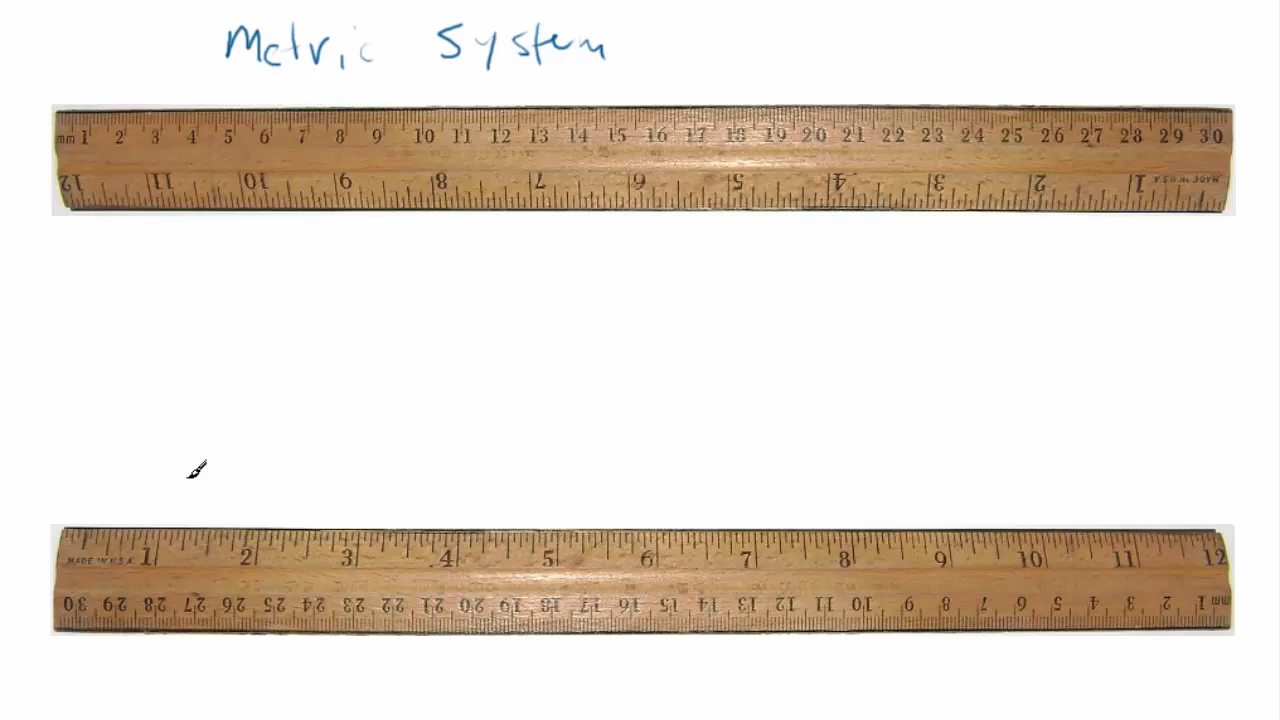 Metric System
mm 1 2 3 4 5 6 7 8 9 10 11 12 13 14 15 16 17 18 19 20 21 22 23 24 25 26 27 28 29 30
12 11 10 9 8 7 6 5 4 3 2 1 MADE IN U.S.A.
MADE IN U.S.A. 1 2 3 4 5 6 7 8 9 10 11 12
30 29 28 27 26 25 24 23 22 21 20 19 18 17 16 15 14 13 12 11 10 9 8 7 6 5 4 3 2 1 mm